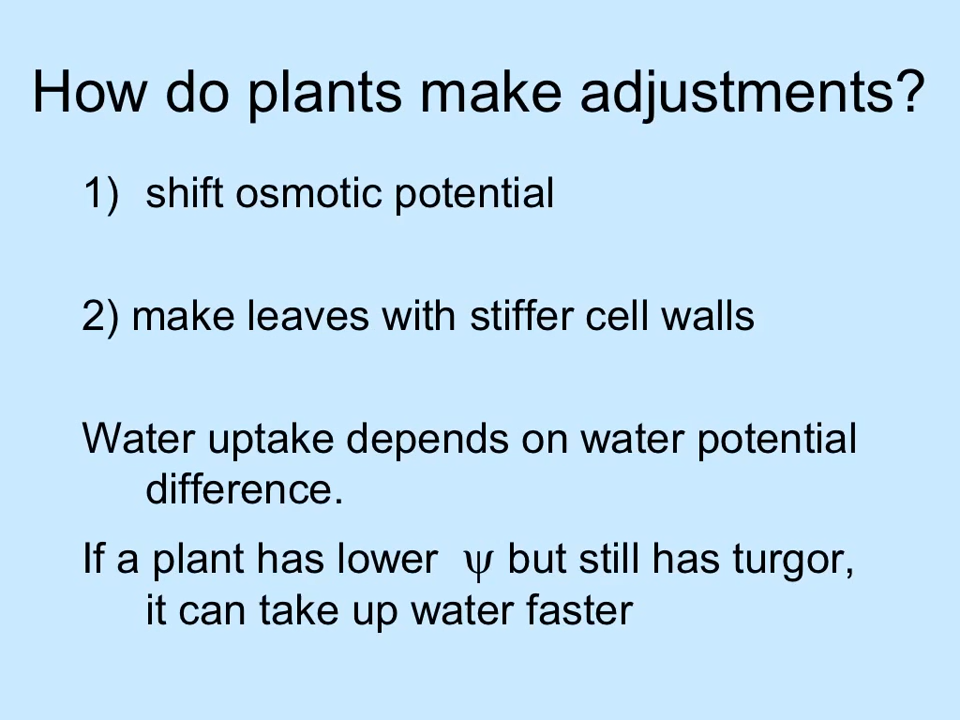 How do plants make adjustments?
1) shift osmotic potential
2) make leaves with stiffer cell walls
Water uptake depends on water potential
difference.
If a plant has lower ψ but still has turgor,
it can take up water faster